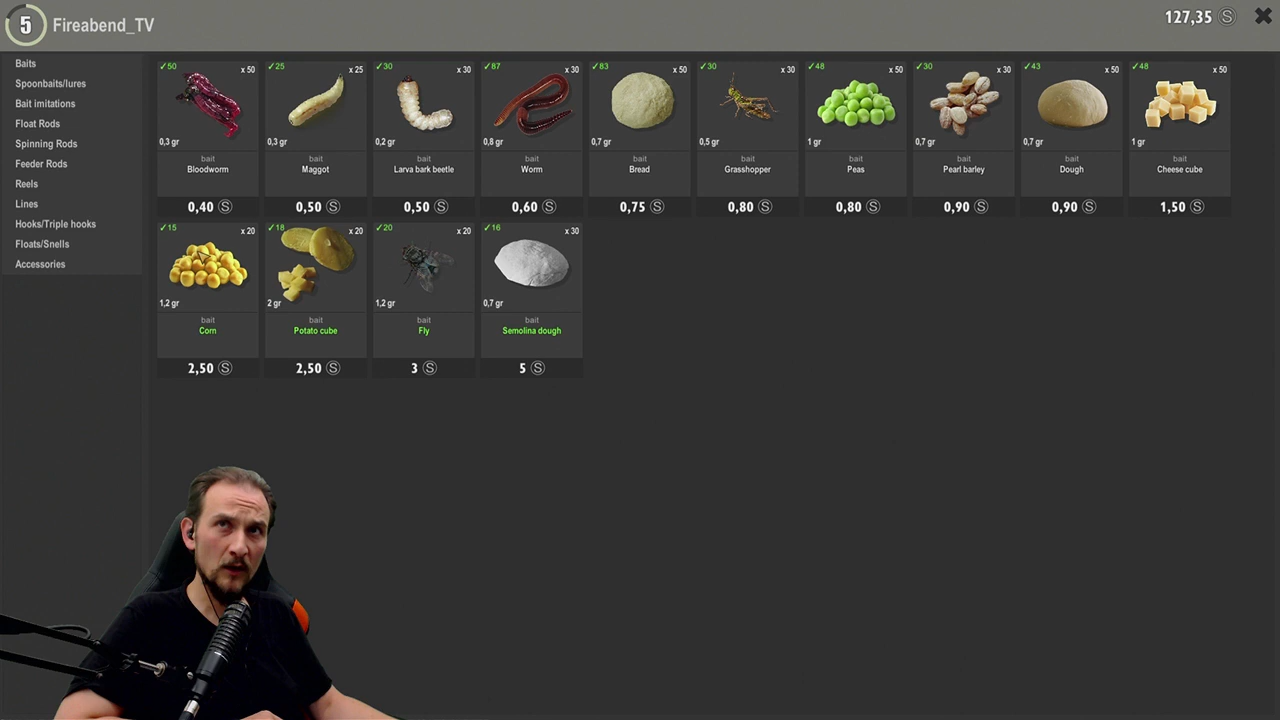 5 Fireabend_TV 127,35 S
Baits
Spoonbaits/lures
Bait imitations
Float Rods
Spinning Rods
Feeder Rods
Reels
Lines
Hooks/Triple hooks
Floats/Snells
Accessories
✓50 x 50 ✓25 x 25 ✓30 x 30 ✓87 x 30 ✓83 x 50 ✓30 x 30 ✓48 x 50 ✓30 x 30 ✓43 x 50 ✓48 x 50
0,3 gr 0,3 gr 0,2 gr 0,8 gr 0,7 gr 0,5 gr 1 gr 0,7 gr 0,7 gr 1 gr
bait bait bait bait bait bait bait bait bait bait
Bloodworm Maggot Larva bark beetle Worm Bread Grasshopper Peas Pearl barley Dough Cheese cube
0,40 S 0,50 S 0,50 S 0,60 S 0,75 S 0,80 S 0,80 S 0,90 S 0,90 S 1,50 S
✓15 x 20 ✓18 x 20 ✓20 x 20 ✓16 x 30
1,2 gr 2 gr 1,2 gr 0,7 gr
bait bait bait bait
Corn Potato cube Fly Semolina dough
2,50 S 2,50 S 3 S 5 S